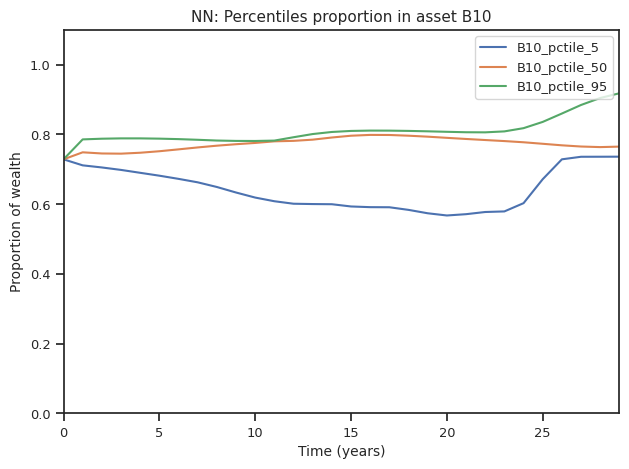 NN: Percentiles proportion in asset B10
B10_pctile_5
B10_pctile_50
B10_pctile_95
Proportion of wealth
1.0
0.8
0.6
0.4
0.2
0.0
0 5 10 15 20 25
Time (years)